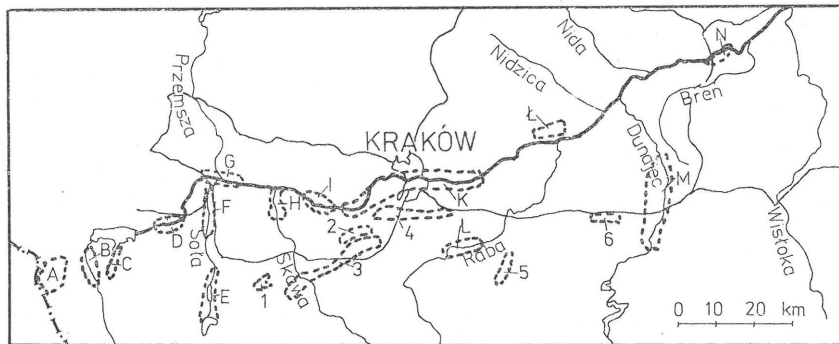 Przemsza
Nidzica
Nida
N
Breń
KRAKÓW
Ł
Dunajec
M
G
I
H
K
F
D
Soła
Skawa
2
4
3
L
Raba
6
5
Wisłoka
A
B
C
E
1
0 10 20 km